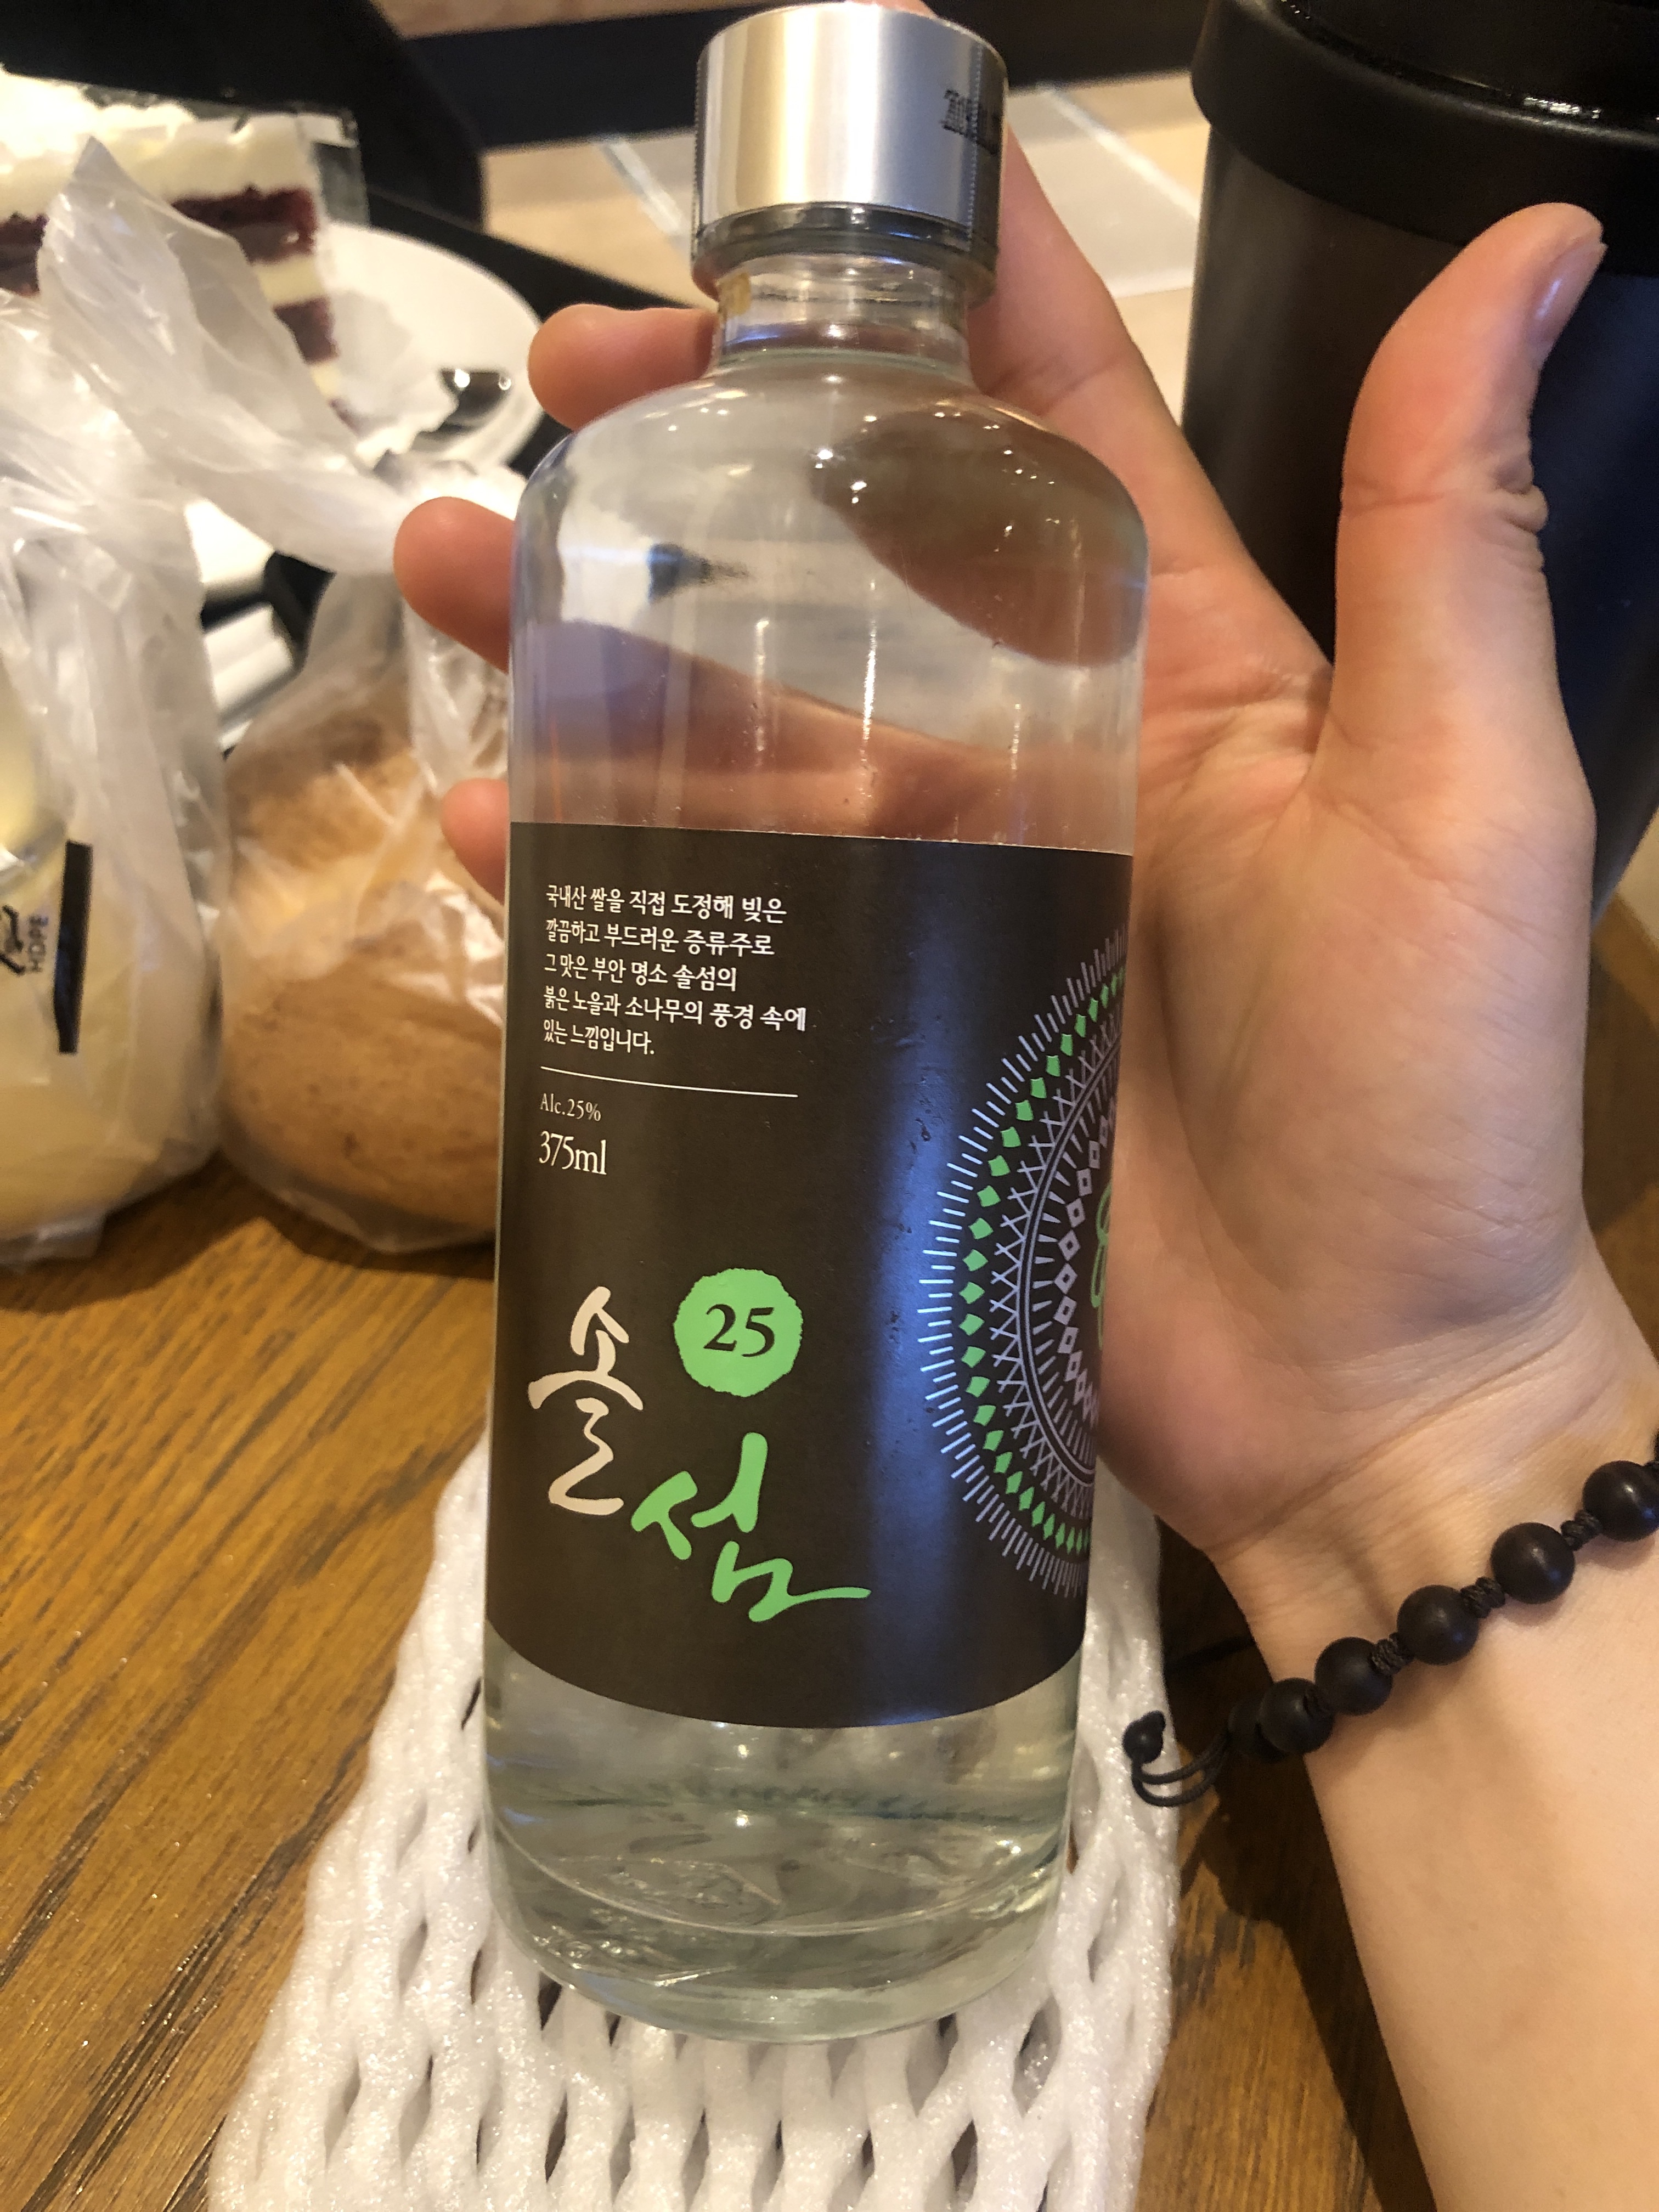 국내산 쌀을 직접 도정해 빚은
깔끔하고 부드러운 증류주로
그 맛은 부안 명소 솔섬의
붉은 노을과 소나무의 풍경 속에
있는 느낌입니다.
Alc.25%
375ml
25
솔섬
HDPE